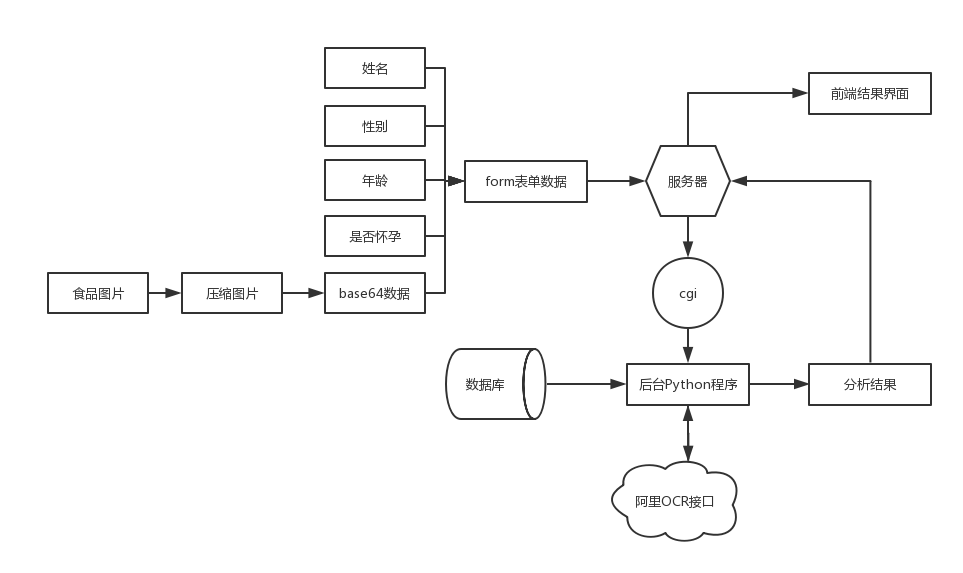 姓名
性别
年龄
是否怀孕
食品图片
压缩图片
base64数据
form表单数据
服务器
前端结果界面
cgi
数据库
后台Python程序
分析结果
阿里OCR接口